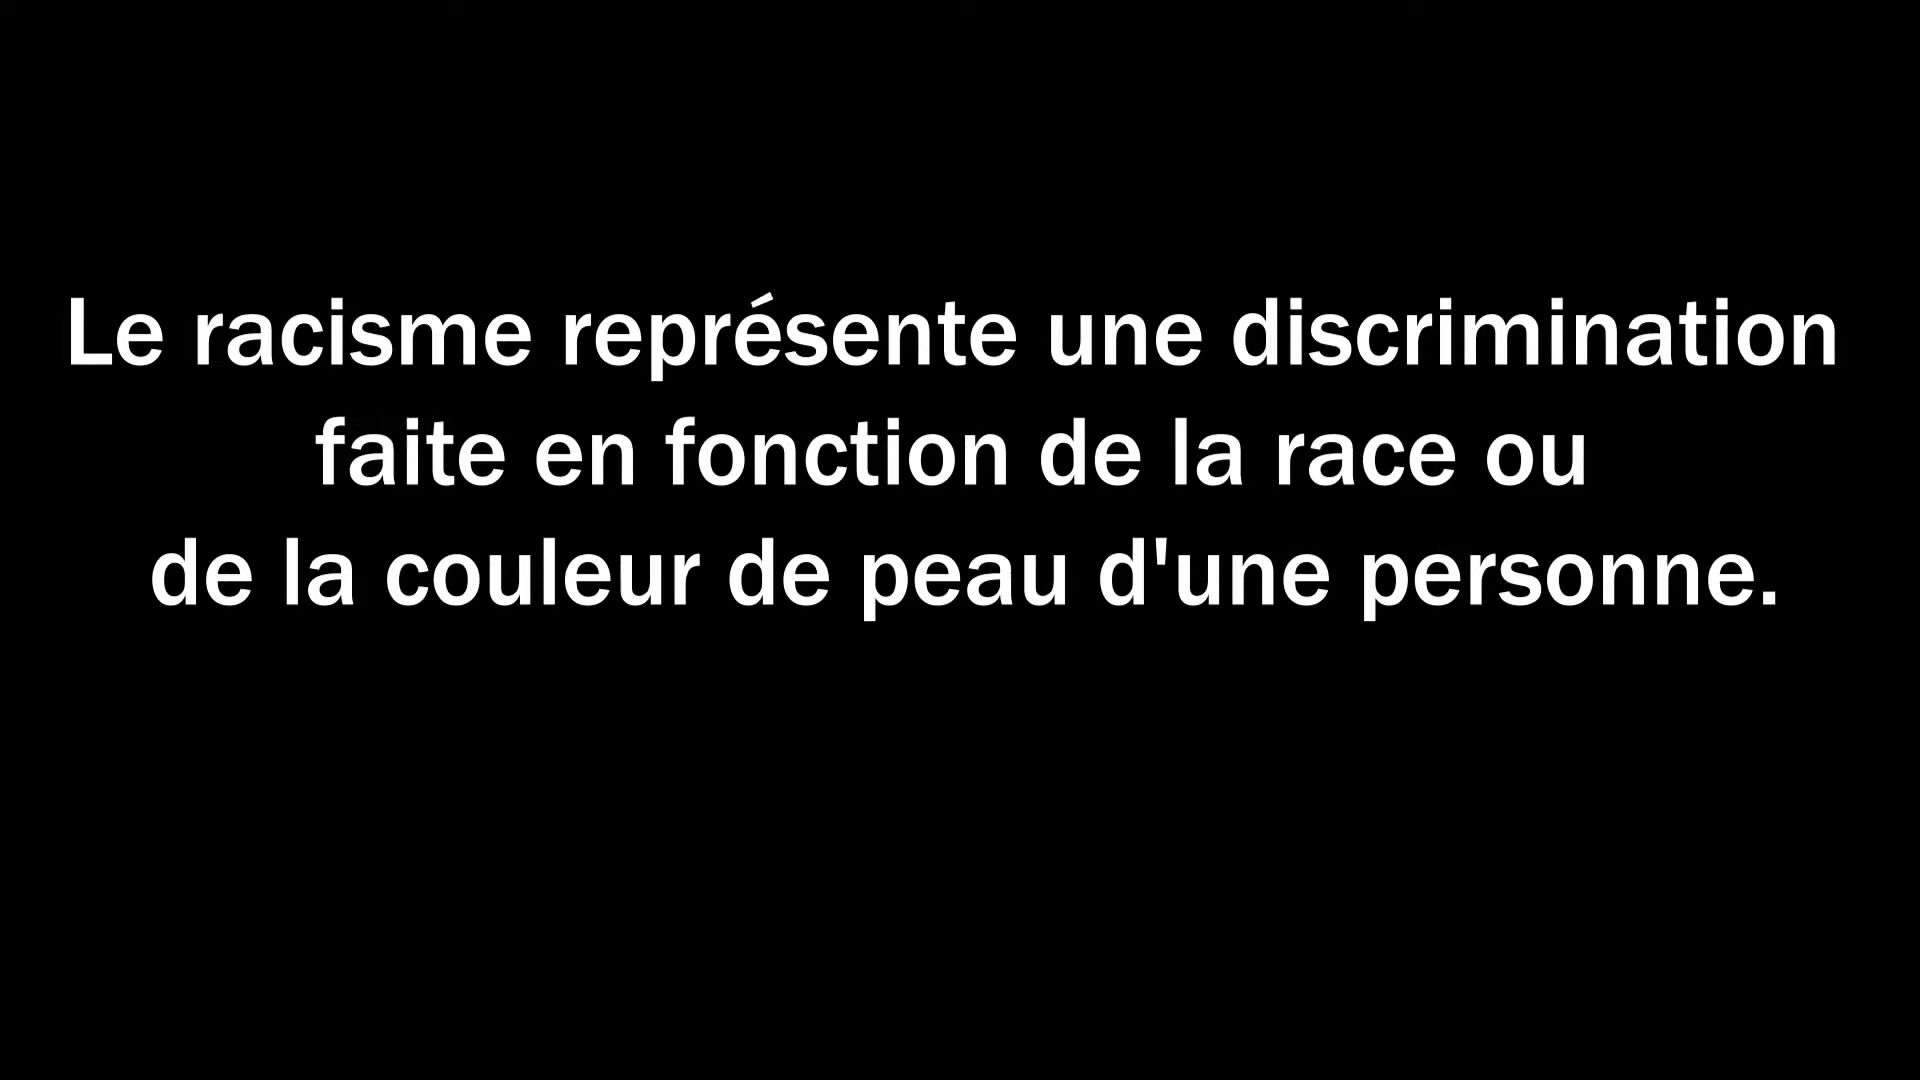 Le racisme représente une discrimination
faite en fonction de la race ou
de la couleur de peau d'une personne.